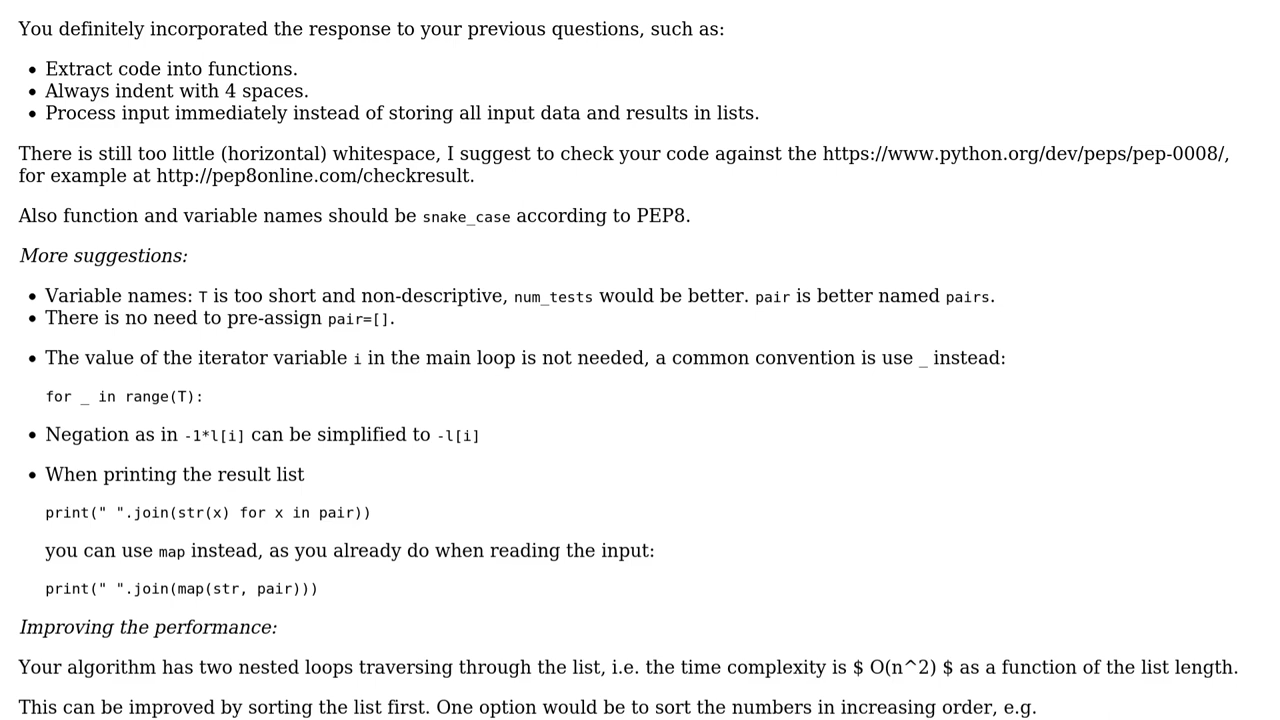 You definitely incorporated the response to your previous questions, such as:
• Extract code into functions.
• Always indent with 4 spaces.
• Process input immediately instead of storing all input data and results in lists.
There is still too little (horizontal) whitespace, I suggest to check your code against the https://www.python.org/dev/peps/pep-0008/,
for example at http://pep8online.com/checkresult.
Also function and variable names should be snake_case according to PEP8.
More suggestions:
• Variable names: T is too short and non-descriptive, num_tests would be better. pair is better named pairs.
• There is no need to pre-assign pair=[].
• The value of the iterator variable i in the main loop is not needed, a common convention is use _ instead:
for _ in range(T):
• Negation as in -1*l[i] can be simplified to -l[i]
• When printing the result list
print(" ".join(str(x) for x in pair))
you can use map instead, as you already do when reading the input:
print(" ".join(map(str, pair)))
Improving the performance:
Your algorithm has two nested loops traversing through the list, i.e. the time complexity is $ O(n^2) $ as a function of the list length.
This can be improved by sorting the list first. One option would be to sort the numbers in increasing order, e.g.